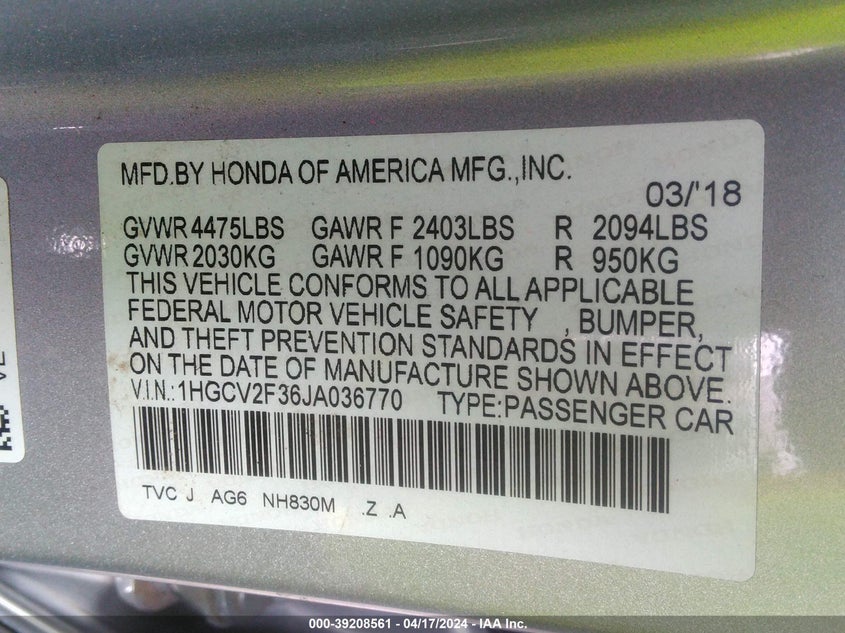 MFD.BY HONDA OF AMERICA MFG.,INC.
03/'18
GVWR 4475LBS GAWR F 2403LBS R 2094LBS
GVWR 2030KG GAWR F 1090KG R 950KG
THIS VEHICLE CONFORMS TO ALL APPLICABLE
FEDERAL MOTOR VEHICLE SAFETY , BUMPER,
AND THEFT PREVENTION STANDARDS IN EFFECT
ON THE DATE OF MANUFACTURE SHOWN ABOVE.
V.I.N.:1HGCV2F36JA036770 TYPE:PASSENGER CAR
TVC J AG6 NH830M .Z .A
000-39208561 - 04/17/2024 - IAA Inc.